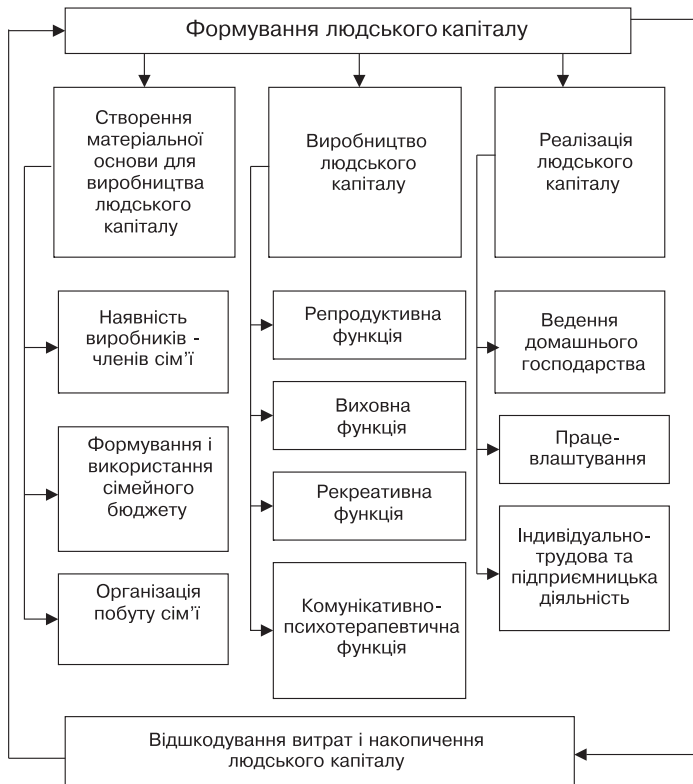 Формування людського капіталу
Створення
матеріальної
основи для
виробництва
людського
капіталу
Виробництво
людського
капіталу
Реалізація
людського
капіталу
Наявність
виробників -
членів сім’ї
Формування і
використання
сімейного
бюджету
Організація
побуту сім’ї
Репродуктивна
функція
Виховна
функція
Рекреативна
функція
Комунікативно-
психотерапевтична
функція
Ведення
домашнього
господарства
Праце-
влаштування
Індивідуально-
трудова та
підприємницька
діяльність
Відшкодування витрат і накопичення
людського капіталу